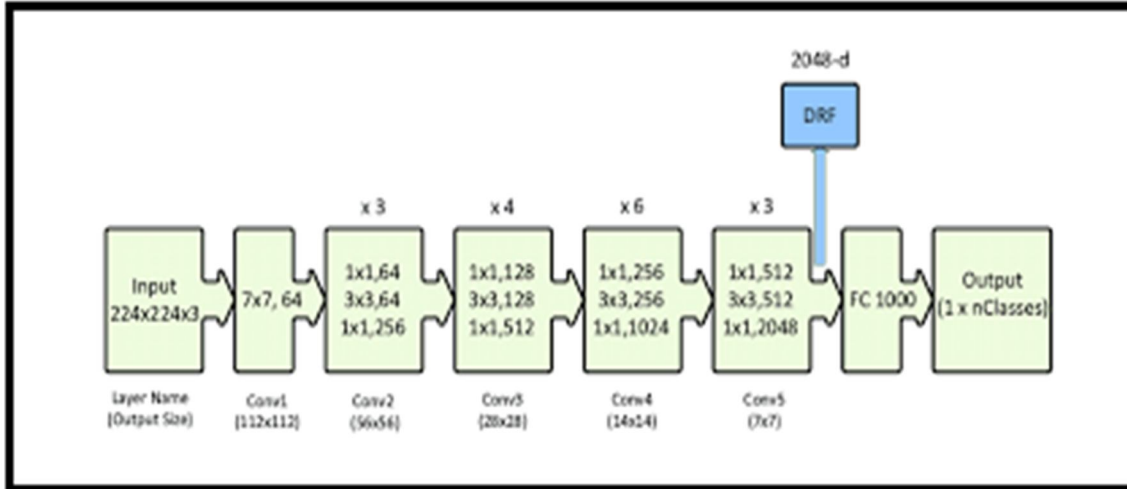 2048-d
DRF
x 3
x 4
x 6
x 3
Input
224x224x3
7x7, 64
1x1,64
3x3,64
1x1,256
1x1,128
3x3,128
1x1,512
1x1,256
3x3,256
1x1,1024
1x1,512
3x3,512
1x1,2048
FC 1000
Output
(1 x nClasses)
Layer Name
(Output Size)
Conv1
(112x112)
Conv2
(56x56)
Conv3
(28x28)
Conv4
(14x14)
Conv5
(7x7)